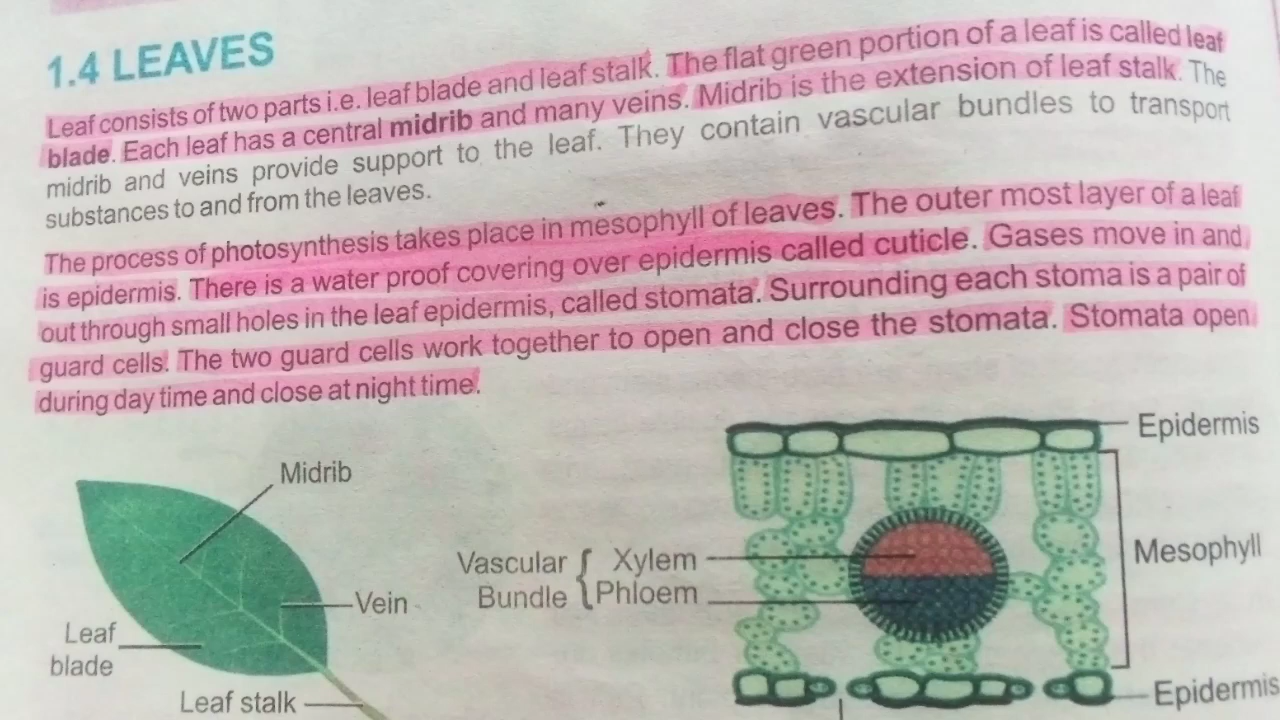 1.4 LEAVES
Leaf consists of two parts i.e. leaf blade and leaf stalk. The flat green portion of a leaf is called leaf
blade. Each leaf has a central midrib and many veins. Midrib is the extension of leaf stalk. The
midrib and veins provide support to the leaf. They contain vascular bundles to transport
substances to and from the leaves.
The process of photosynthesis takes place in mesophyll of leaves. The outer most layer of a leaf
is epidermis. There is a water proof covering over epidermis called cuticle. Gases move in and
out through small holes in the leaf epidermis, called stomata. Surrounding each stoma is a pair of
guard cells. The two guard cells work together to open and close the stomata. Stomata open
during day time and close at night time.
Midrib
Vein
Leaf
blade
Leaf stalk
Epidermis
Vascular Bundle { Xylem
Phloem
Mesophyll
Epidermis